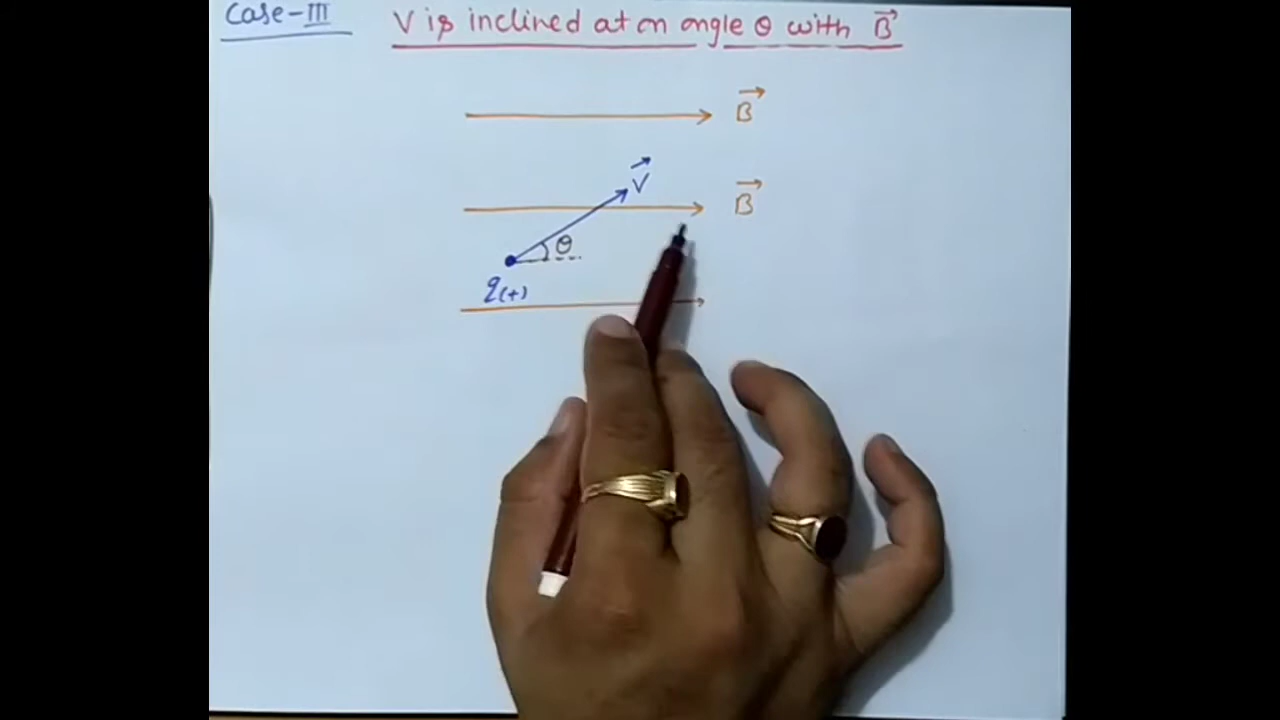 Case-III
V is inclined at an angle θ with B⃗
B⃗
V⃗
B⃗
θ
q(+)